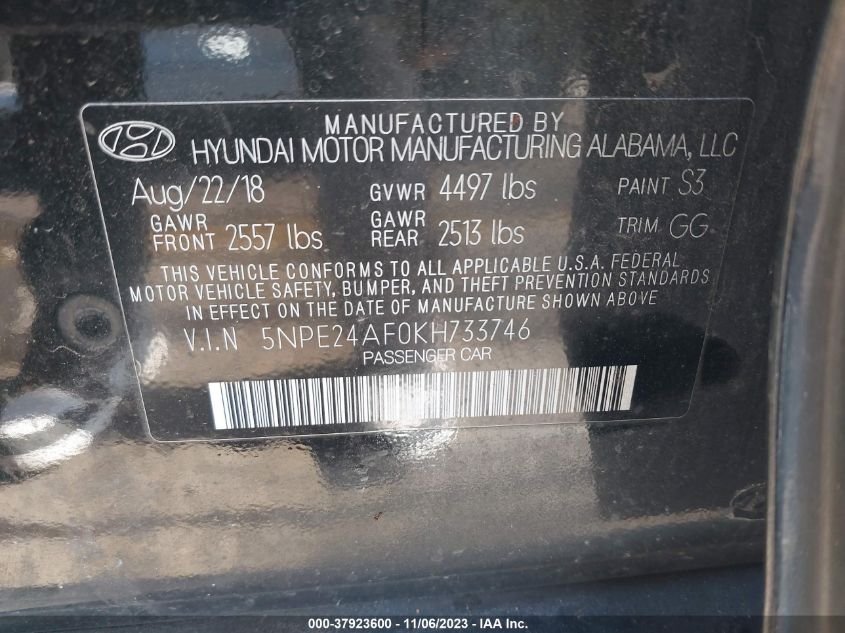 MANUFACTURED BY
HYUNDAI MOTOR MANUFACTURING ALABAMA, LLC
Aug/22/18 GVWR 4497 lbs PAINT S3
GAWR FRONT 2557 lbs GAWR REAR 2513 lbs TRIM GG
THIS VEHICLE CONFORMS TO ALL APPLICABLE U.S.A. FEDERAL
MOTOR VEHICLE SAFETY, BUMPER, AND THEFT PREVENTION STANDARDS
IN EFFECT ON THE DATE OF MANUFACTURE SHOWN ABOVE
V.I.N 5NPE24AF0KH733746
PASSENGER CAR
000-37923600 - 11/06/2023 - IAA Inc.